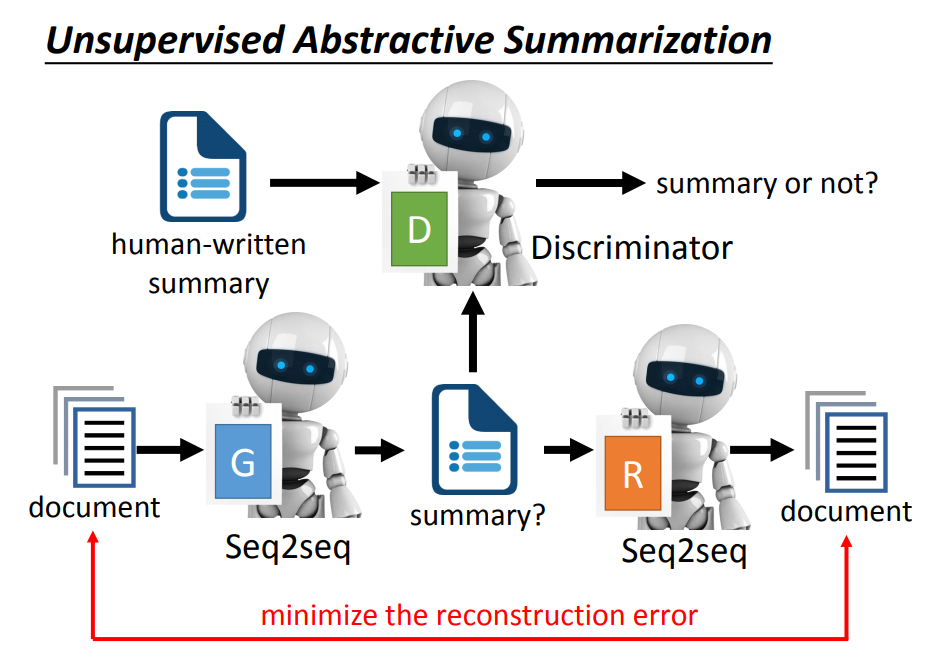 Unsupervised Abstractive Summarization
human-written
summary
D
summary or not?
Discriminator
document
G
Seq2seq
summary?
R
Seq2seq
document
minimize the reconstruction error